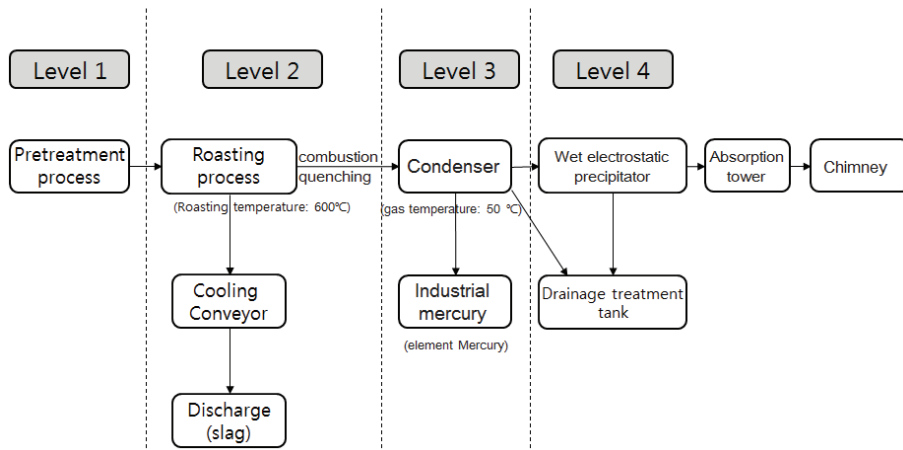 Level 1
Level 2
Level 3
Level 4
Pretreatment
process
Roasting
process
combustion
quenching
Condenser
Wet electrostatic
precipitator
Absorption
tower
Chimney
(Roasting temperature: 600℃)
(gas temperature: 50 ℃)
Cooling
Conveyor
Industrial
mercury
Drainage treatment
tank
(element Mercury)
Discharge
(slag)